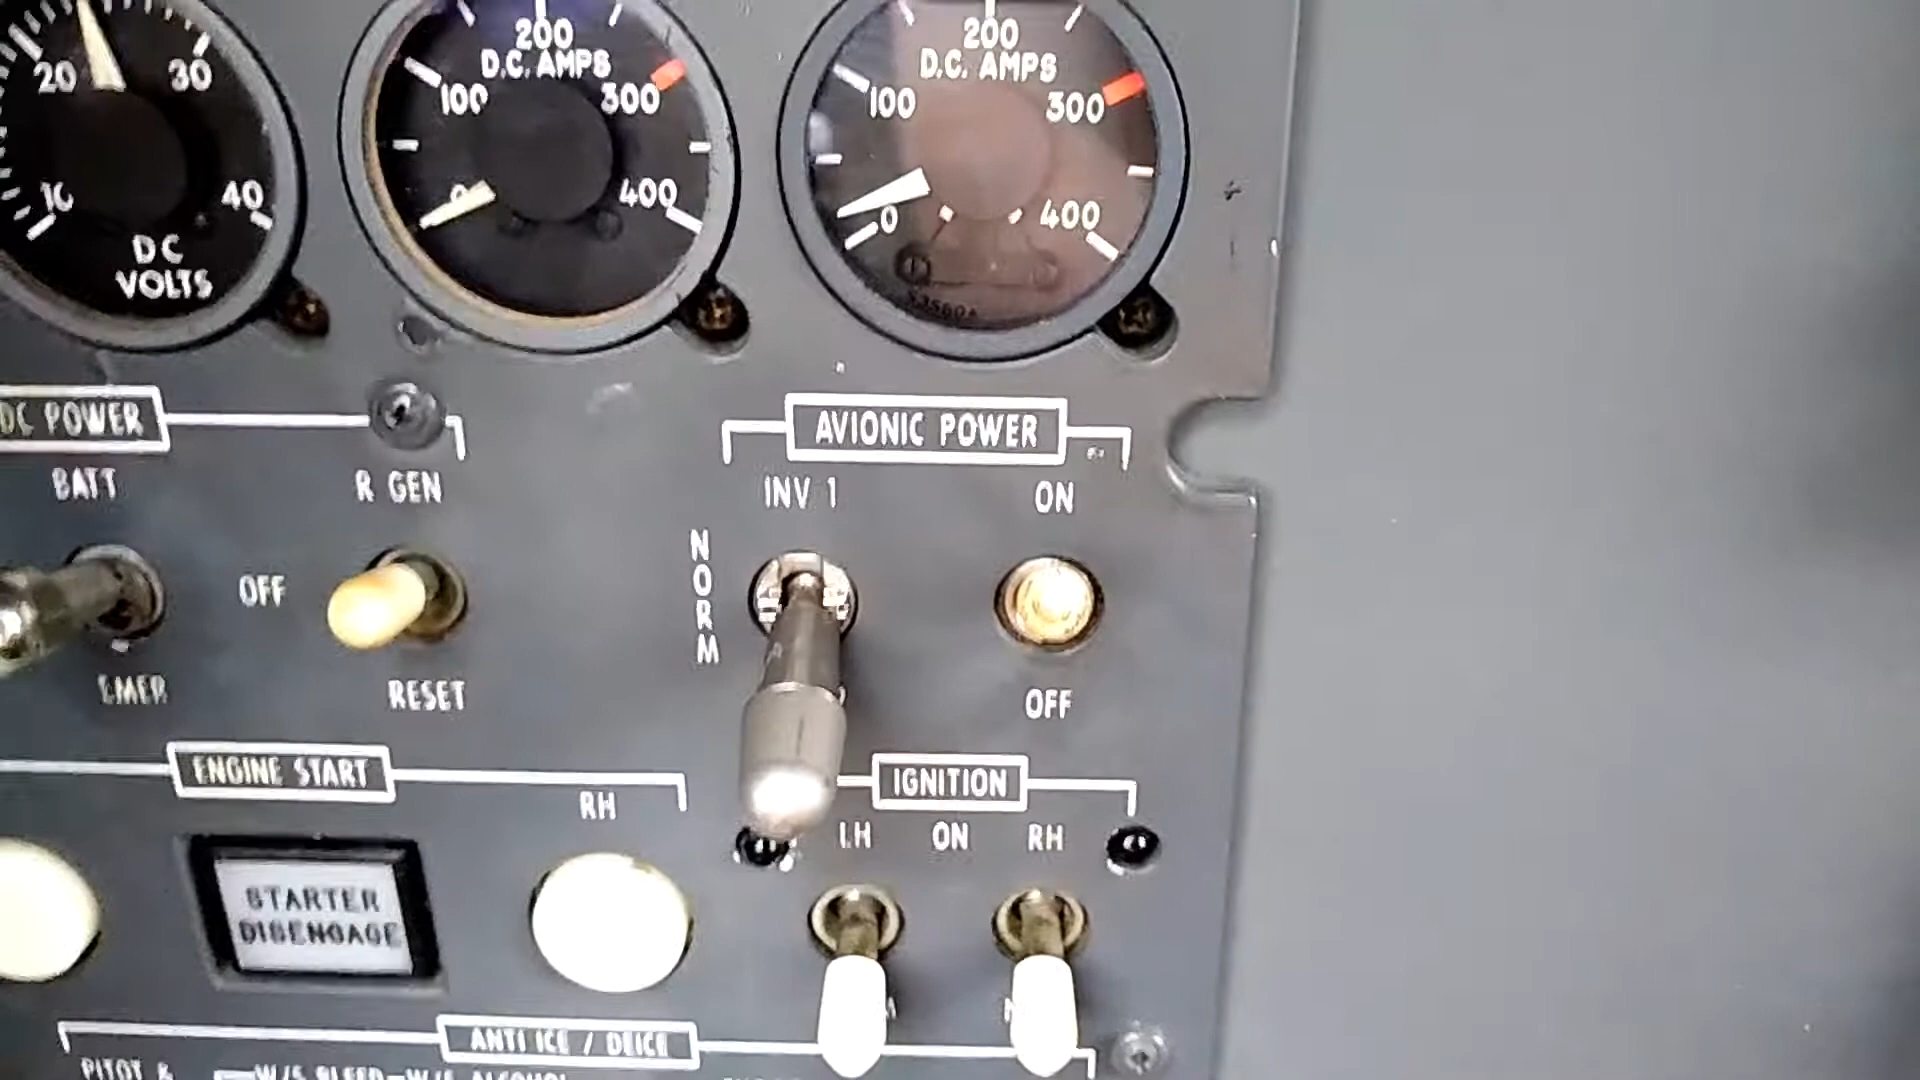 20 30
10 40
DC
VOLTS
200
D.C. AMPS
100 300
0 400
200
D.C. AMPS
100 300
0 400
DC POWER
BATT
R GEN
OFF
EMER
RESET
AVIONIC POWER
INV 1
ON
NORM
OFF
ENGINE START
RH
STARTER
DISENGAGE
IGNITION
LH ON RH
ANTI ICE / DEICE
PITOT &
W/S BLEED W/S ALCOHOL